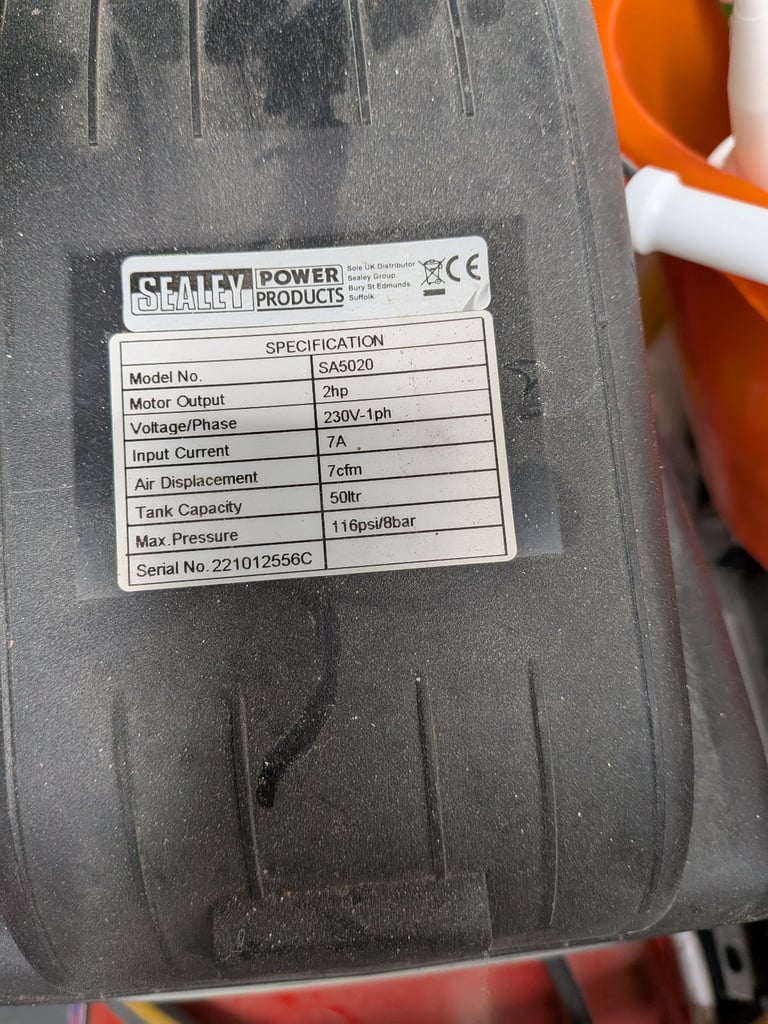 SEALEY POWER PRODUCTS
Sole UK Distributor
Sealey Group.
Bury St Edmunds.
Suffolk
CE
SPECIFICATION
Model No. SA5020
Motor Output 2hp
Voltage/Phase 230V-1ph
Input Current 7A
Air Displacement 7cfm
Tank Capacity 50ltr
Max.Pressure 116psi/8bar
Serial No. 221012556C